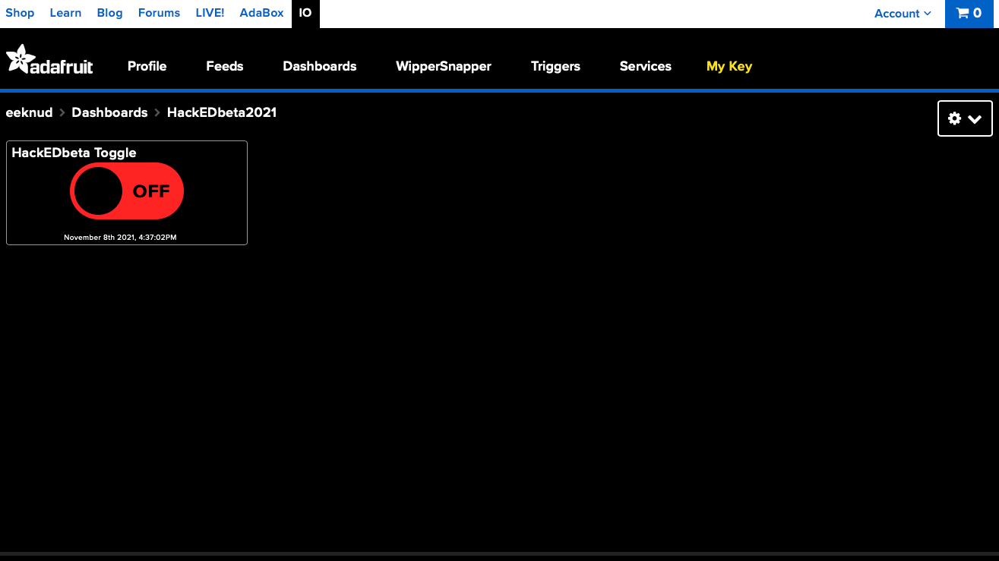 Shop Learn Blog Forums LIVE! AdaBox IO Account 0
adafruit Profile Feeds Dashboards WipperSnapper Triggers Services My Key
eeknud > Dashboards > HackEDbeta2021
HackEDbeta Toggle
OFF
November 8th 2021, 4:37:02PM